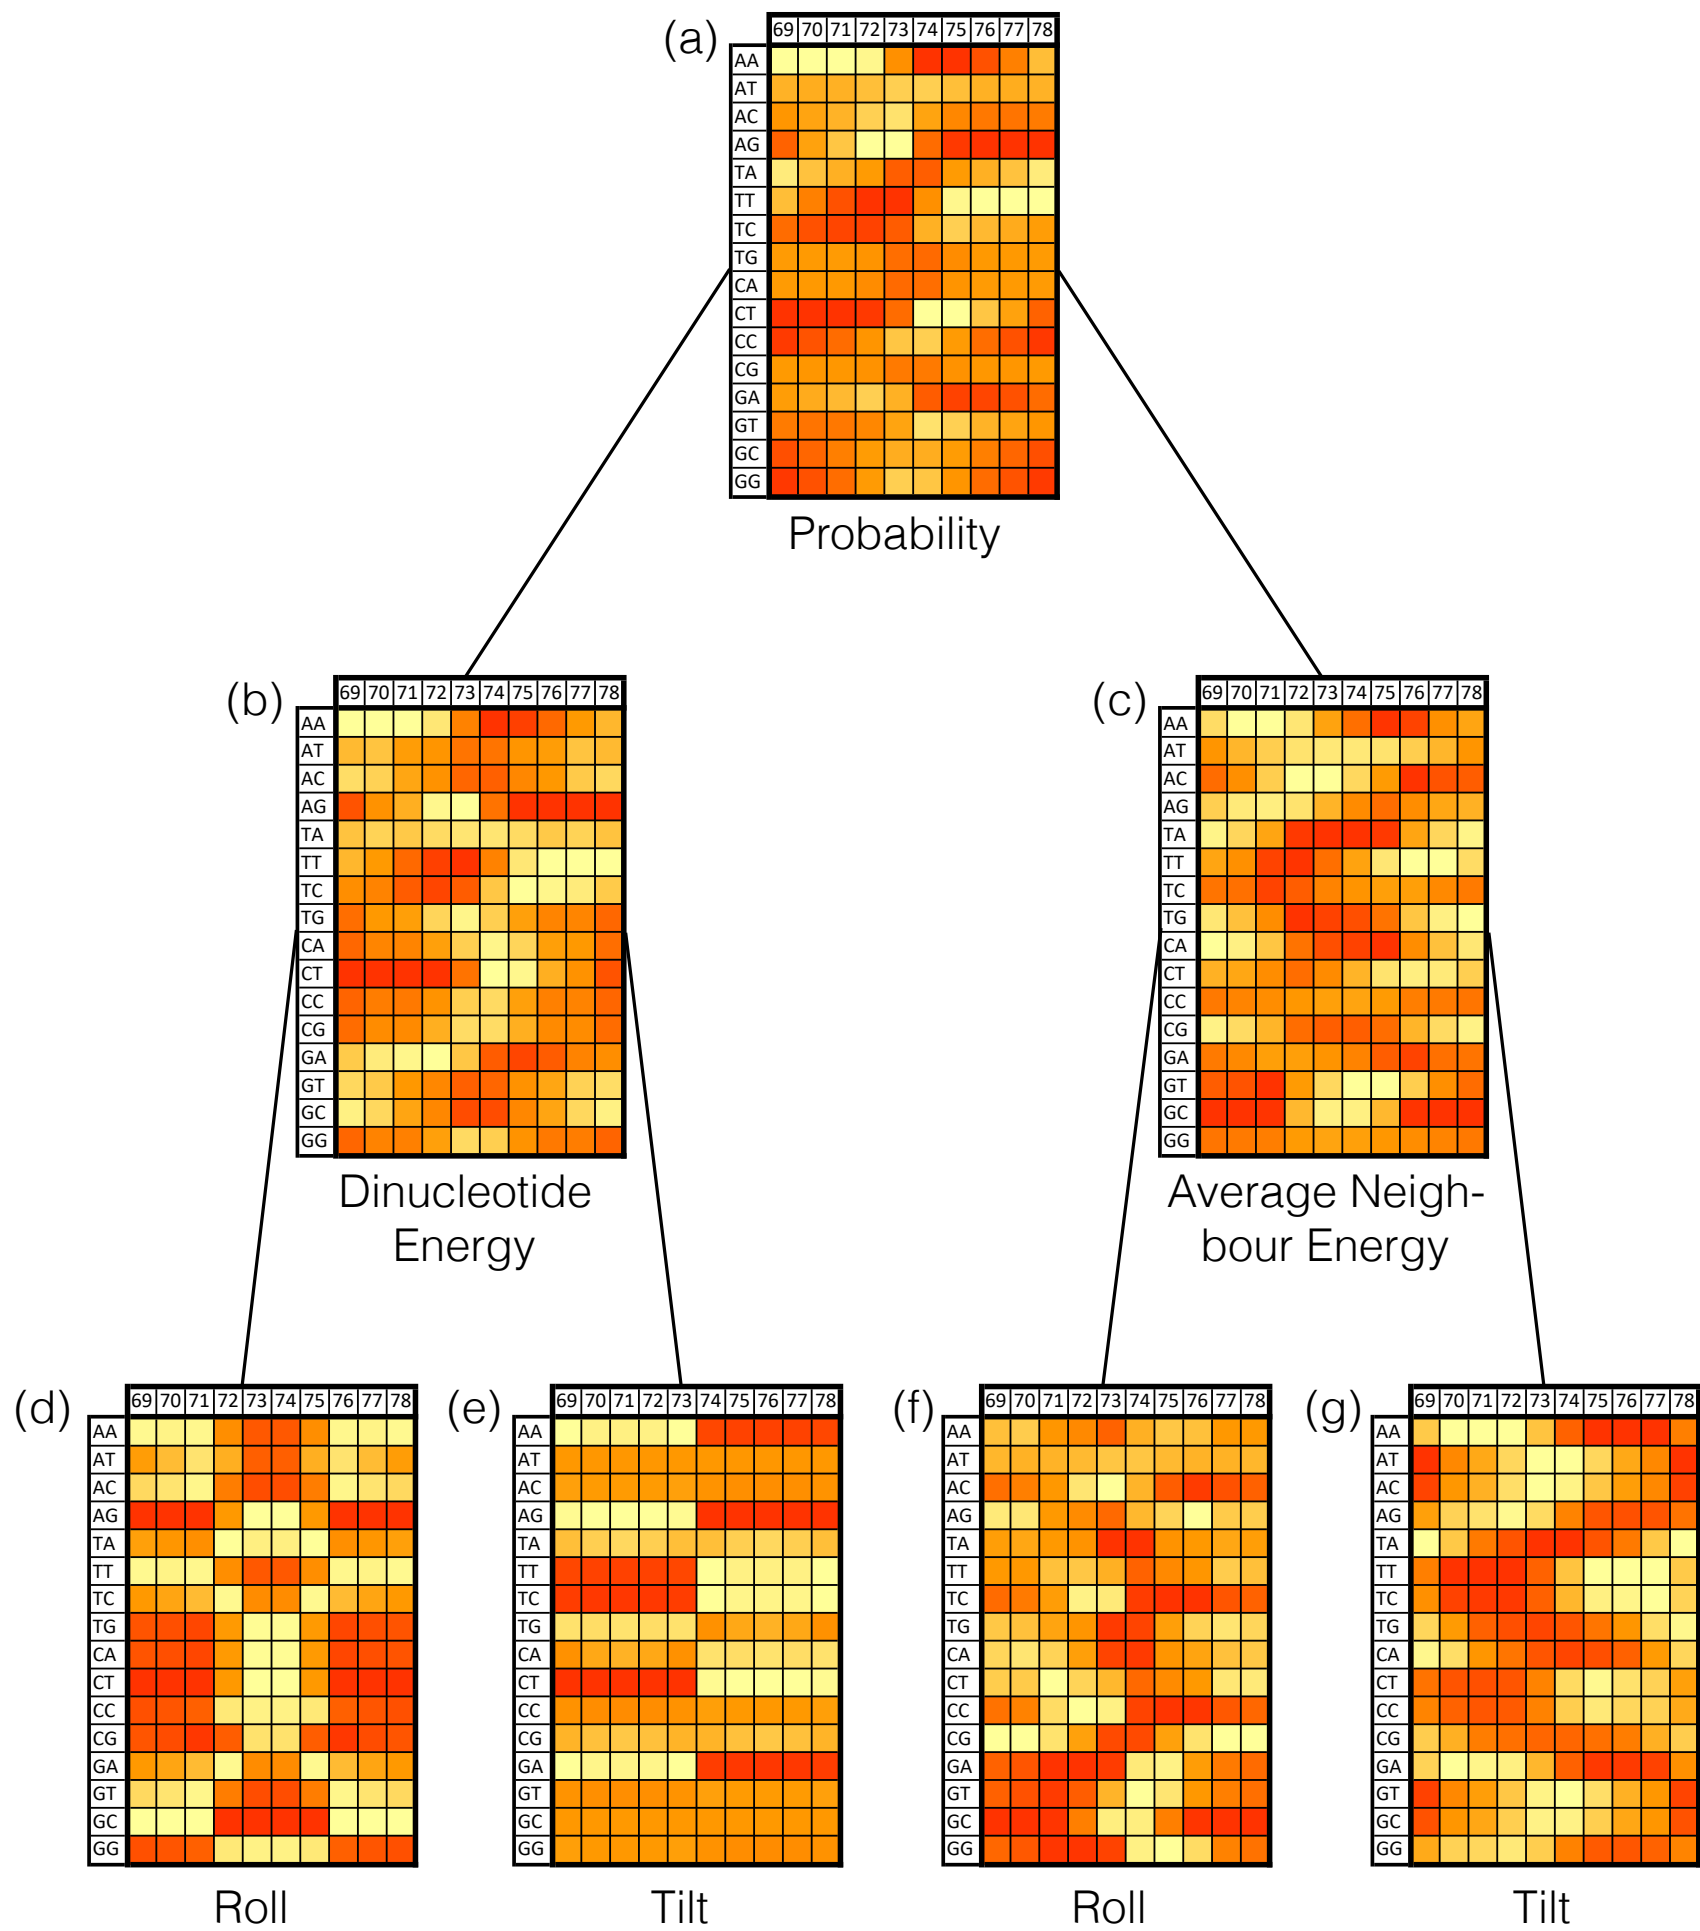 (a)
69 70 71 72 73 74 75 76 77 78
AA
AT
AC
AG
TA
TT
TC
TG
CA
CT
CC
CG
GA
GT
GC
GG
Probability
(b)
69 70 71 72 73 74 75 76 77 78
AA
AT
AC
AG
TA
TT
TC
TG
CA
CT
CC
CG
GA
GT
GC
GG
Dinucleotide
Energy
(c)
69 70 71 72 73 74 75 76 77 78
AA
AT
AC
AG
TA
TT
TC
TG
CA
CT
CC
CG
GA
GT
GC
GG
Average Neigh-
bour Energy
(d)
69 70 71 72 73 74 75 76 77 78
AA
AT
AC
AG
TA
TT
TC
TG
CA
CT
CC
CG
GA
GT
GC
GG
Roll
(e)
69 70 71 72 73 74 75 76 77 78
AA
AT
AC
AG
TA
TT
TC
TG
CA
CT
CC
CG
GA
GT
GC
GG
Tilt
(f)
69 70 71 72 73 74 75 76 77 78
AA
AT
AC
AG
TA
TT
TC
TG
CA
CT
CC
CG
GA
GT
GC
GG
Roll
(g)
69 70 71 72 73 74 75 76 77 78
AA
AT
AC
AG
TA
TT
TC
TG
CA
CT
CC
CG
GA
GT
GC
GG
Tilt